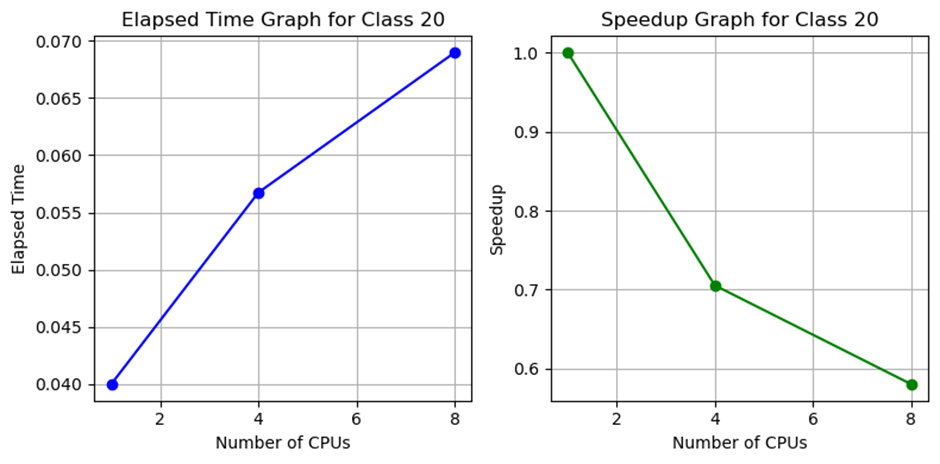 Elapsed Time Graph for Class 20
0.070
0.065
0.060
0.055
0.050
0.045
0.040
Elapsed Time
2 4 6 8
Number of CPUs
Speedup Graph for Class 20
1.0
0.9
0.8
0.7
0.6
Speedup
2 4 6 8
Number of CPUs